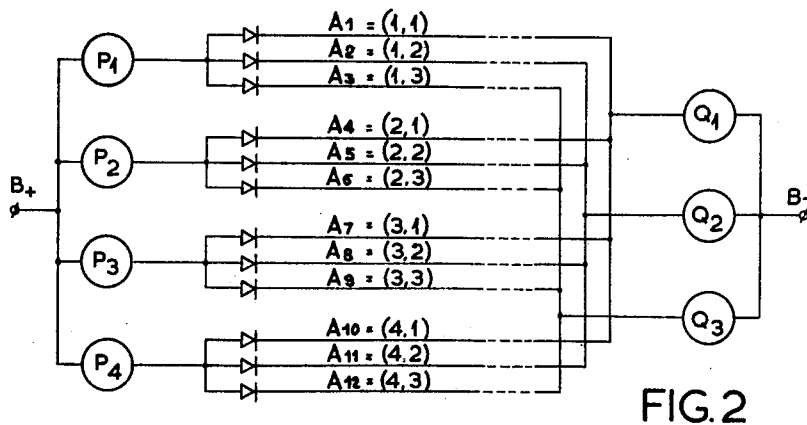 A1 = (1,1)
A2 = (1,2)
A3 = (1,3)
P1
Q1
A4 = (2,1)
A5 = (2,2)
A6 = (2,3)
P2
B+
B-
Q2
A7 = (3,1)
A8 = (3,2)
A9 = (3,3)
P3
Q3
A10 = (4,1)
A11 = (4,2)
A12 = (4,3)
P4
FIG.2